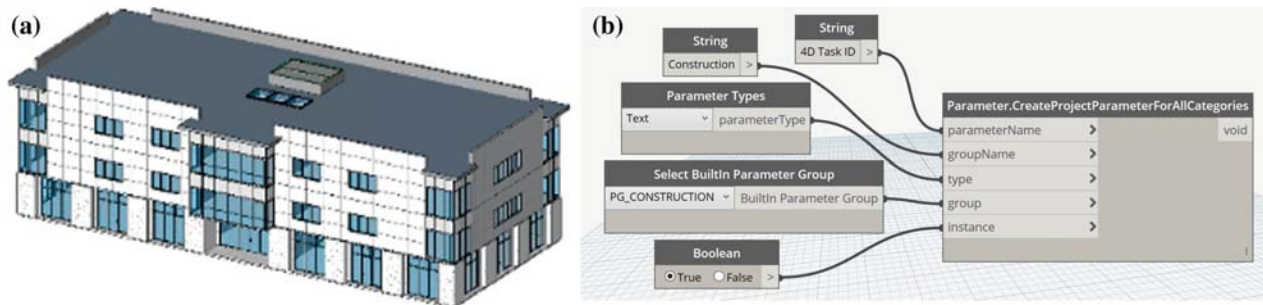 (a)
(b)
String
4D Task ID >
String
Construction >
Parameter Types
Text parameterType
Select BuiltIn Parameter Group
PG_CONSTRUCTION BuiltIn Parameter Group
Boolean
True False >
Parameter.CreateProjectParameterForAllCategories
parameterName > void
groupName >
type >
group >
instance >